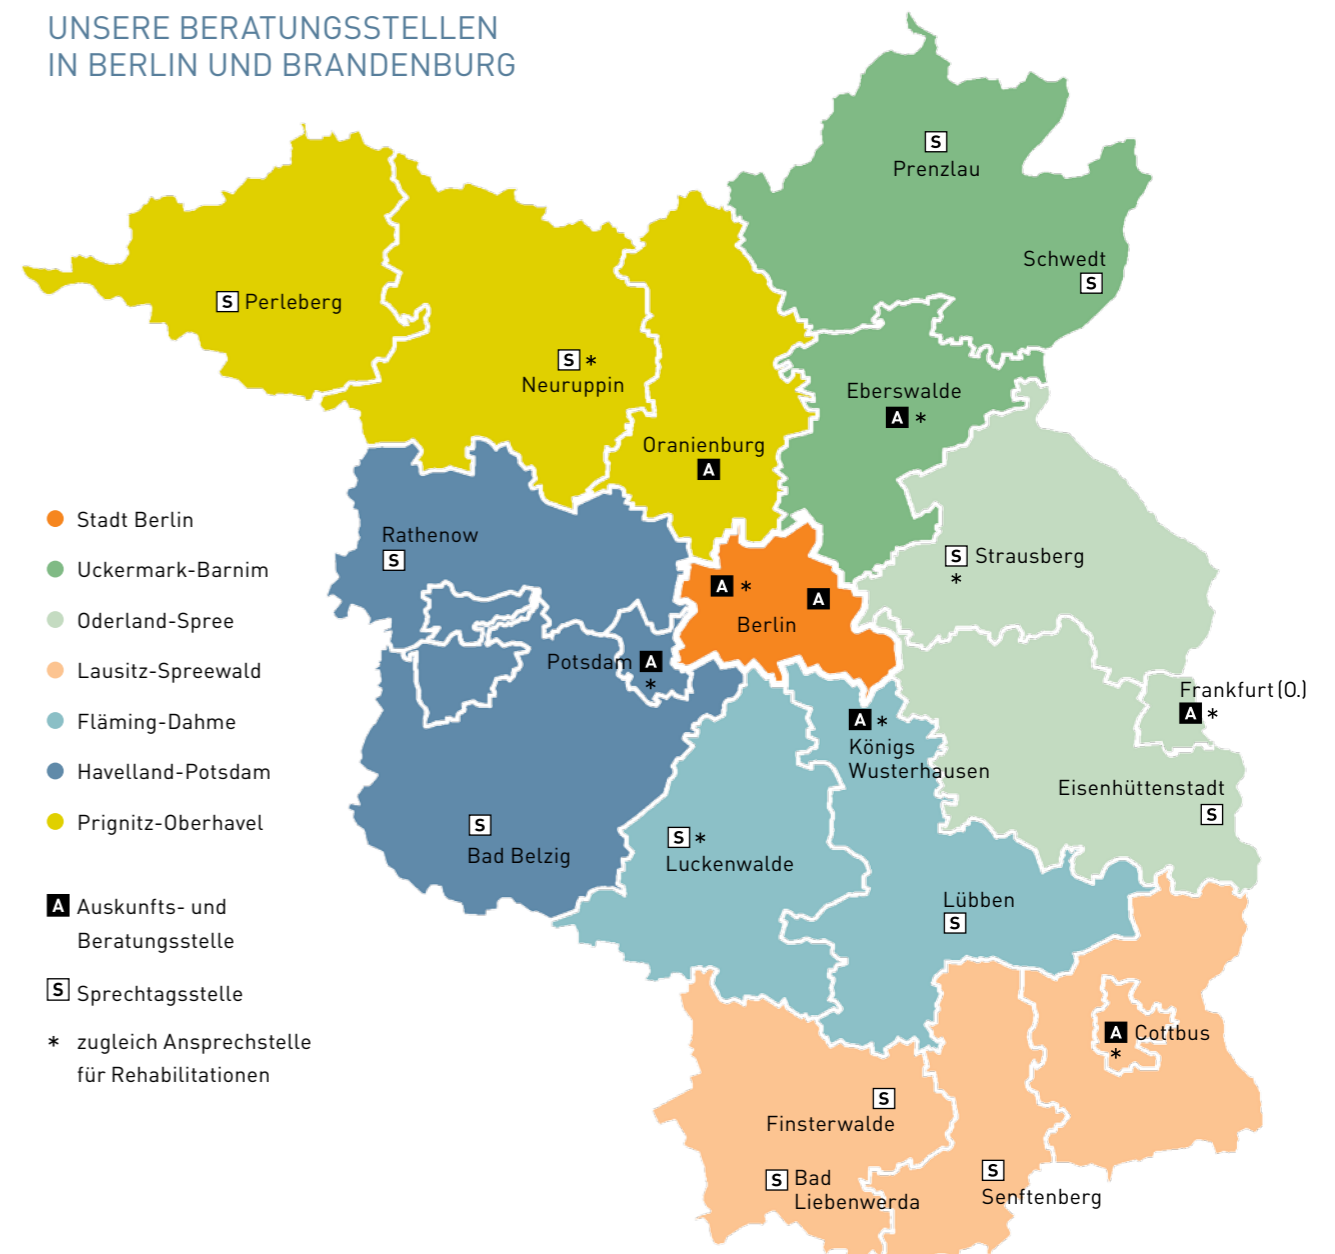 UNSERE BERATUNGSSTELLEN
IN BERLIN UND BRANDENBURG
S
Prenzlau
Schwedt
S
S Perleberg
S *
Neuruppin
Eberswalde
A *
Oranienburg
A
Rathenow
S
S Strausberg
*
A *
A
Berlin
Potsdam A
*
Frankfurt (O.)
A *
A *
Königs
Wusterhausen
Eisenhüttenstadt
S
S
Bad Belzig
S *
Luckenwalde
Lübben
S
A Cottbus
*
S
Finsterwalde
S Bad
Liebenwerda
S
Senftenberg
Stadt Berlin
Uckermark-Barnim
Oderland-Spree
Lausitz-Spreewald
Fläming-Dahme
Havelland-Potsdam
Prignitz-Oberhavel
A Auskunfts- und
Beratungsstelle
S Sprechtagsstelle
* zugleich Ansprechstelle
für Rehabilitationen